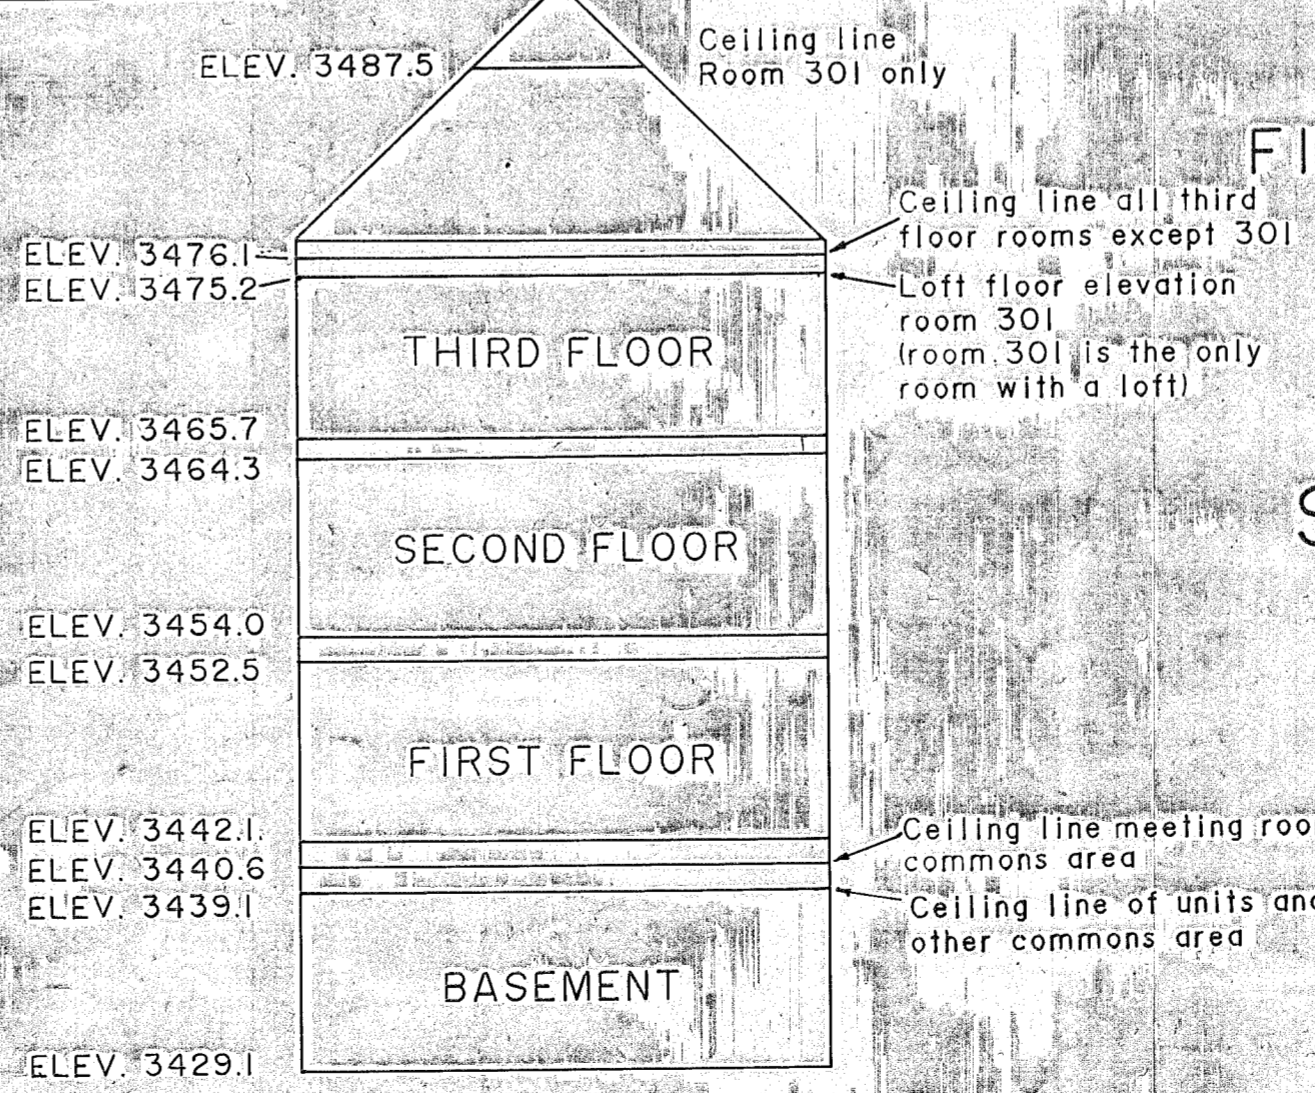 ELEV. 3487.5
Ceiling line
Room 301 only
FI
Ceiling line all third
floor rooms except 301
ELEV. 3476.1
ELEV. 3475.2
Loft floor elevation
room 301
(room 301 is the only
room with a loft)
THIRD FLOOR
ELEV. 3465.7
ELEV. 3464.3
S
SECOND FLOOR
ELEV. 3454.0
ELEV. 3452.5
FIRST FLOOR
ELEV. 3442.1
ELEV. 3440.6
ELEV. 3439.1
Ceiling line meeting roo
commons area
Ceiling line of units and
other commons area
BASEMENT
ELEV. 3429.1